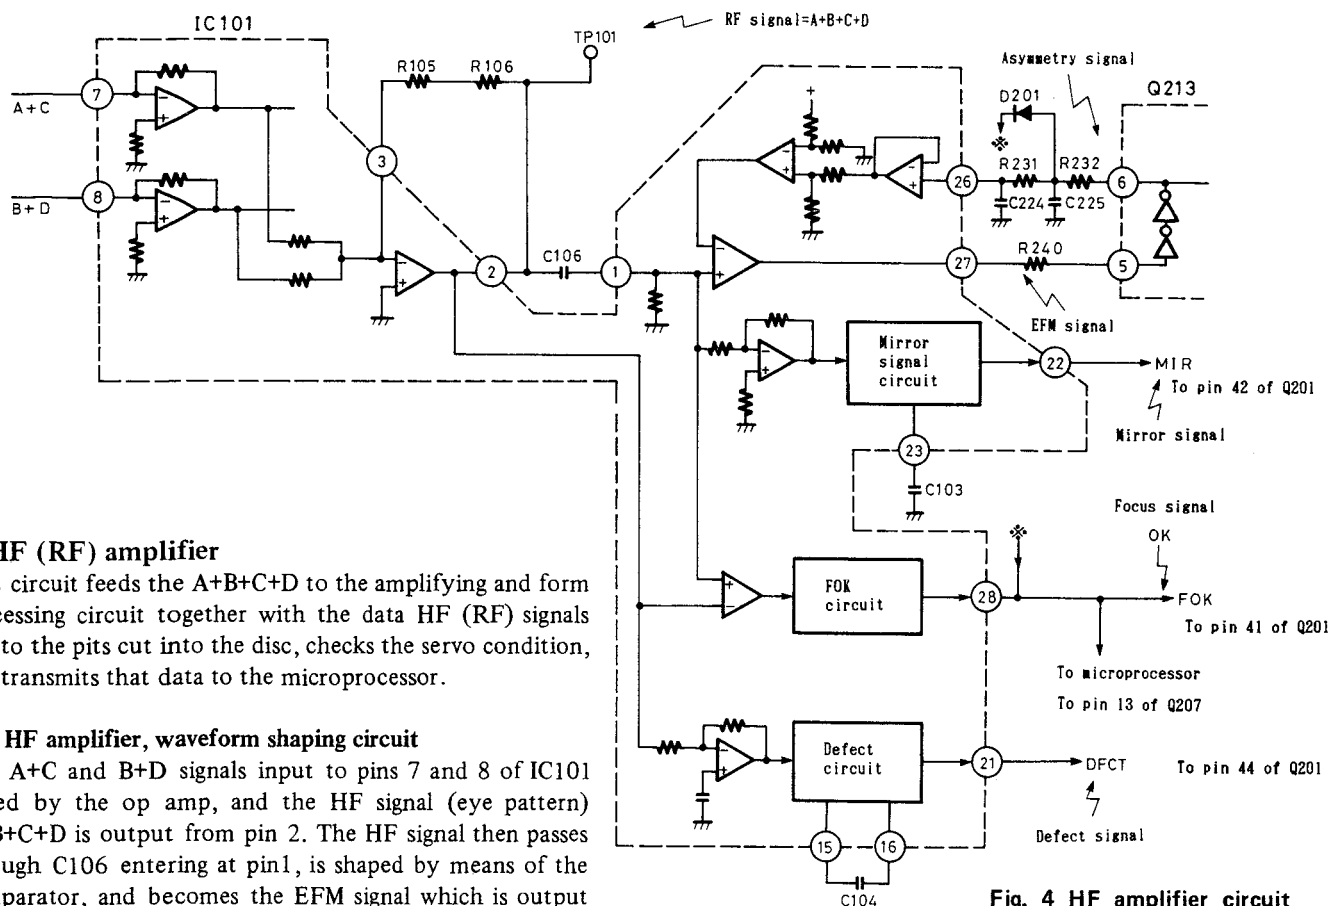 IC101
RF signal=A+B+C+D
TP101
Asymmetry signal
Q213
R105
R106
D201
7
A+C
+
3
※
R231
R232
26
6
8
B+D
C224
C225
C106
2
1
27
R240
5
EFM signal
Mirror
signal
circuit
22
MIR
To pin 42 of Q201
Mirror signal
23
C103
Focus signal
OK
※
FOK
circuit
28
FOK
To pin 41 of Q201
To microprocessor
To pin 13 of Q207
Defect
circuit
21
DFCT
To pin 44 of Q201
Defect signal
15
16
C104
HF (RF) amplifier
circuit feeds the A+B+C+D to the amplifying and form
cessing circuit together with the data HF (RF) signals
to the pits cut into the disc, checks the servo condition,
transmits that data to the microprocessor.
HF amplifier, waveform shaping circuit
A+C and B+D signals input to pins 7 and 8 of IC101
ed by the op amp, and the HF signal (eye pattern)
B+C+D is output from pin 2. The HF signal then passes
ugh C106 entering at pin1, is shaped by means of the
parator, and becomes the EFM signal which is output
Fig. 4 HF amplifier circuit